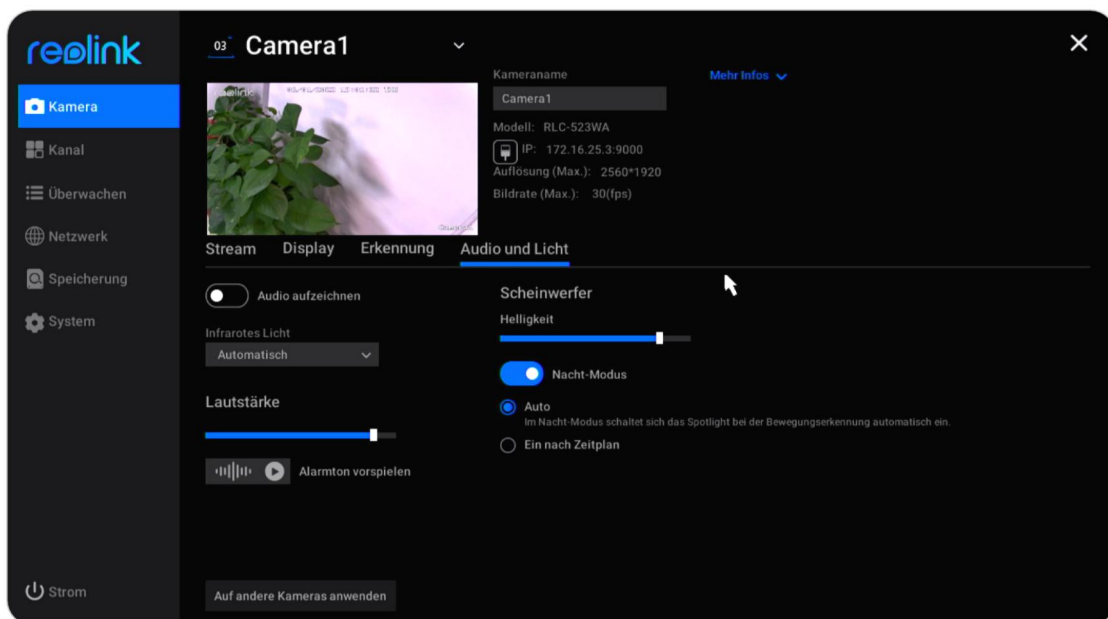 reolink
Kamera
Kanal
Überwachen
Netzwerk
Speicherung
System
Strom
03 Camera1
reolink
Kameraname
Mehr Infos
Camera1
Modell: RLC-523WA
IP: 172.16.25.3:9000
Auflösung (Max.): 2560*1920
Bildrate (Max.): 30(fps)
Stream Display Erkennung Audio und Licht
Audio aufzeichnen
Infrarotes Licht
Automatisch
Lautstärke
Alarmton vorspielen
Scheinwerfer
Helligkeit
Nacht-Modus
Auto
Im Nacht-Modus schaltet sich das Spotlight bei der Bewegungserkennung automatisch ein.
Ein nach Zeitplan
Auf andere Kameras anwenden